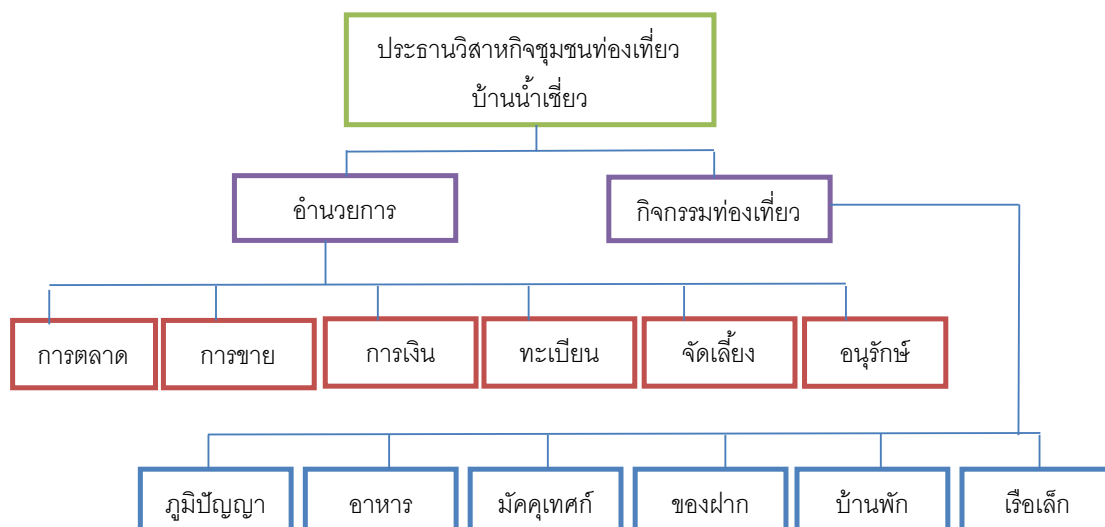 ประธานวิสาหกิจชุมชนท่องเที่ยว
บ้านน้ำเชี่ยว
อำนวยการ
กิจกรรมท่องเที่ยว
การตลาด
การขาย
การเงิน
ทะเบียน
จัดเลี้ยง
อนุรักษ์
ภูมิปัญญา
อาหาร
มัคคุเทศก์
ของฝาก
บ้านพัก
เรือเล็ก